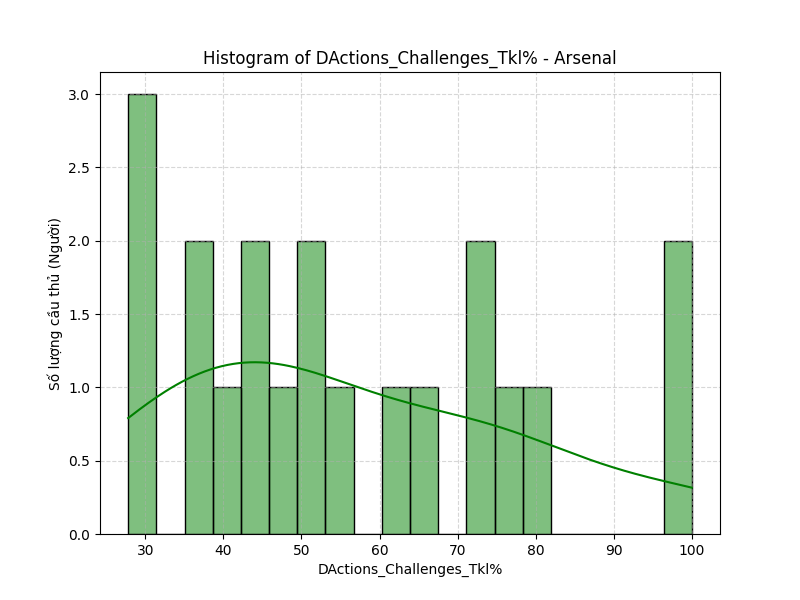 Histogram of DActions_Challenges_Tkl% - Arsenal
Số lượng cầu thủ (Người)
3.0
2.5
2.0
1.5
1.0
0.5
0.0
30 40 50 60 70 80 90 100
DActions_Challenges_Tkl%